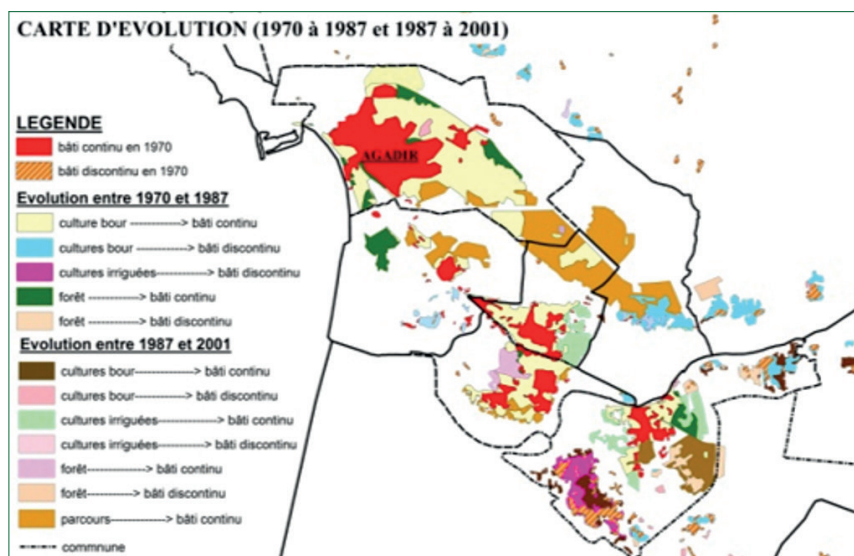 CARTE D'EVOLUTION (1970 à 1987 et 1987 à 2001)
LEGENDE
bâti continu en 1970
bâti discontinu en 1970
Evolution entre 1970 et 1987
culture bour ------------> bâti continu
cultures bour ------------> bâti discontinu
cultures irriguées------------> bâti discontinu
forêt ------------> bâti continu
forêt ------------> bâti discontinu
Evolution entre 1987 et 2001
cultures bour------------> bâti continu
cultures bour------------> bâti discontinu
cultures irriguées------------> bâti continu
cultures irriguées------------> bâti discontinu
forêt------------> bâti continu
forêt------------> bâti discontinu
parcours------------> bâti continu
commnune
AGADIR